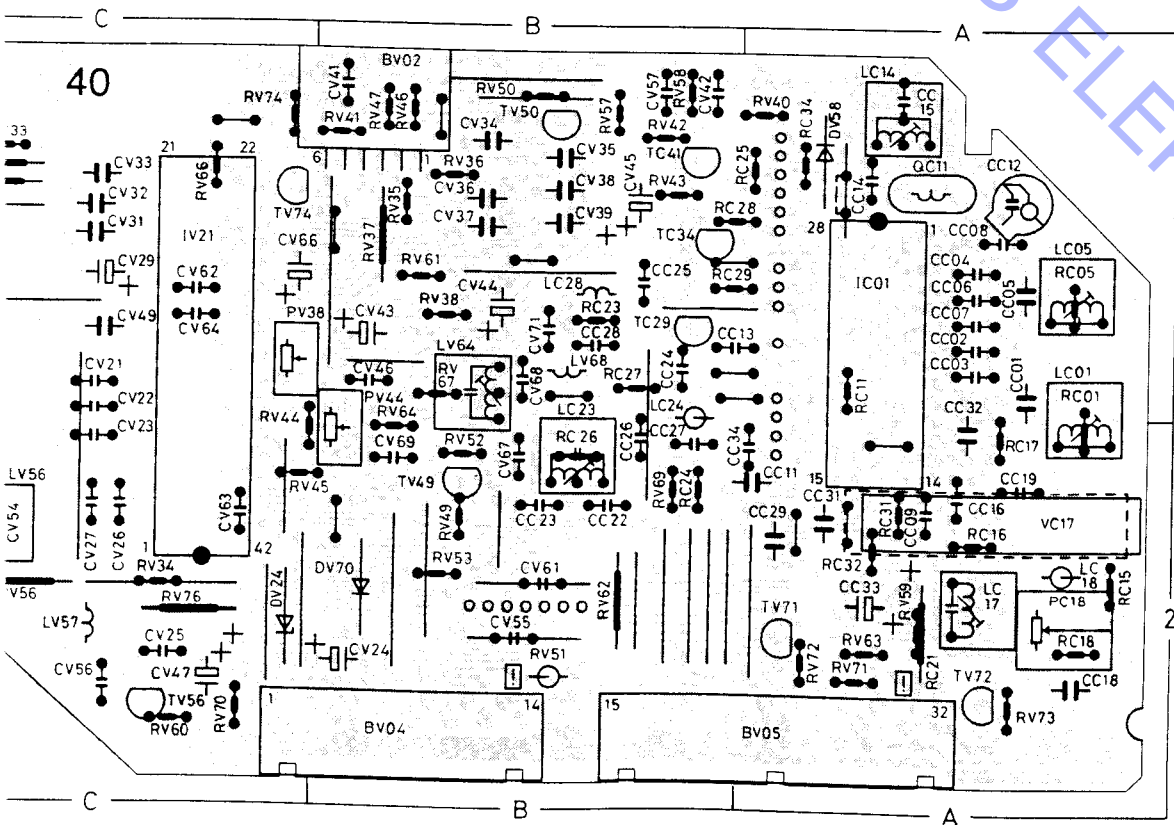 C B A
S ELE
40
BV02
LC14
CC
15
RV74
CV41
RV47
RV46
RV41
RV50
TV50
RV57
CV57
RV58
CV42
RV40
RC34
DV58
33
21
22
CV34
RV42
CV33
RV66
6
1
RV36
CV35
TC41
RC25
CC14
QC11
CC12
CV32
TV74
RV35
CV36
CV38
CV45
RV43
CV31
IV21
CV66
RV37
CV37
CV39
RC28
28
1
CC08
TC34
LC05
CV29
CV62
RV61
CV44
LC28
CC25
RC29
IC01
CC04
RC05
CC06
CC05
CV49
CV64
PV38
CV43
RV38
CV71
RC23
TC29
CC28
CC13
CC07
CC02
CV21
LV64
LV68
CC24
CC03
CV22
CV46
RV
67
CV68
RC27
RC11
CC01
LC01
PV44
RV64
LC23
LC24
RC01
CV23
RV44
CC26
CC27
CC34
CC32
RC17
CV69
RV52
CV67
RC26
LV56
RV45
TV49
RV69
RC24
CC11
15
14
CC19
CV54
CV27
CV26
CV63
RV49
CC23
CC22
CC29
CC31
RC31
CC09
CC16
VC17
1
42
RC16
RC32
V56
RV34
DV24
DV70
RV53
CV61
RV62
CC33
RV59
LC
17
LC
18
RC15
RV76
PC18
LV57
CV55
TV71
2
CV25
CV24
RV51
RV63
RC18
CV56
CV47
RV72
RV71
RC21
TV72
CC18
TV56
RV70
RV60
RV73
1
14
15
32
BV04
BV05
C B A